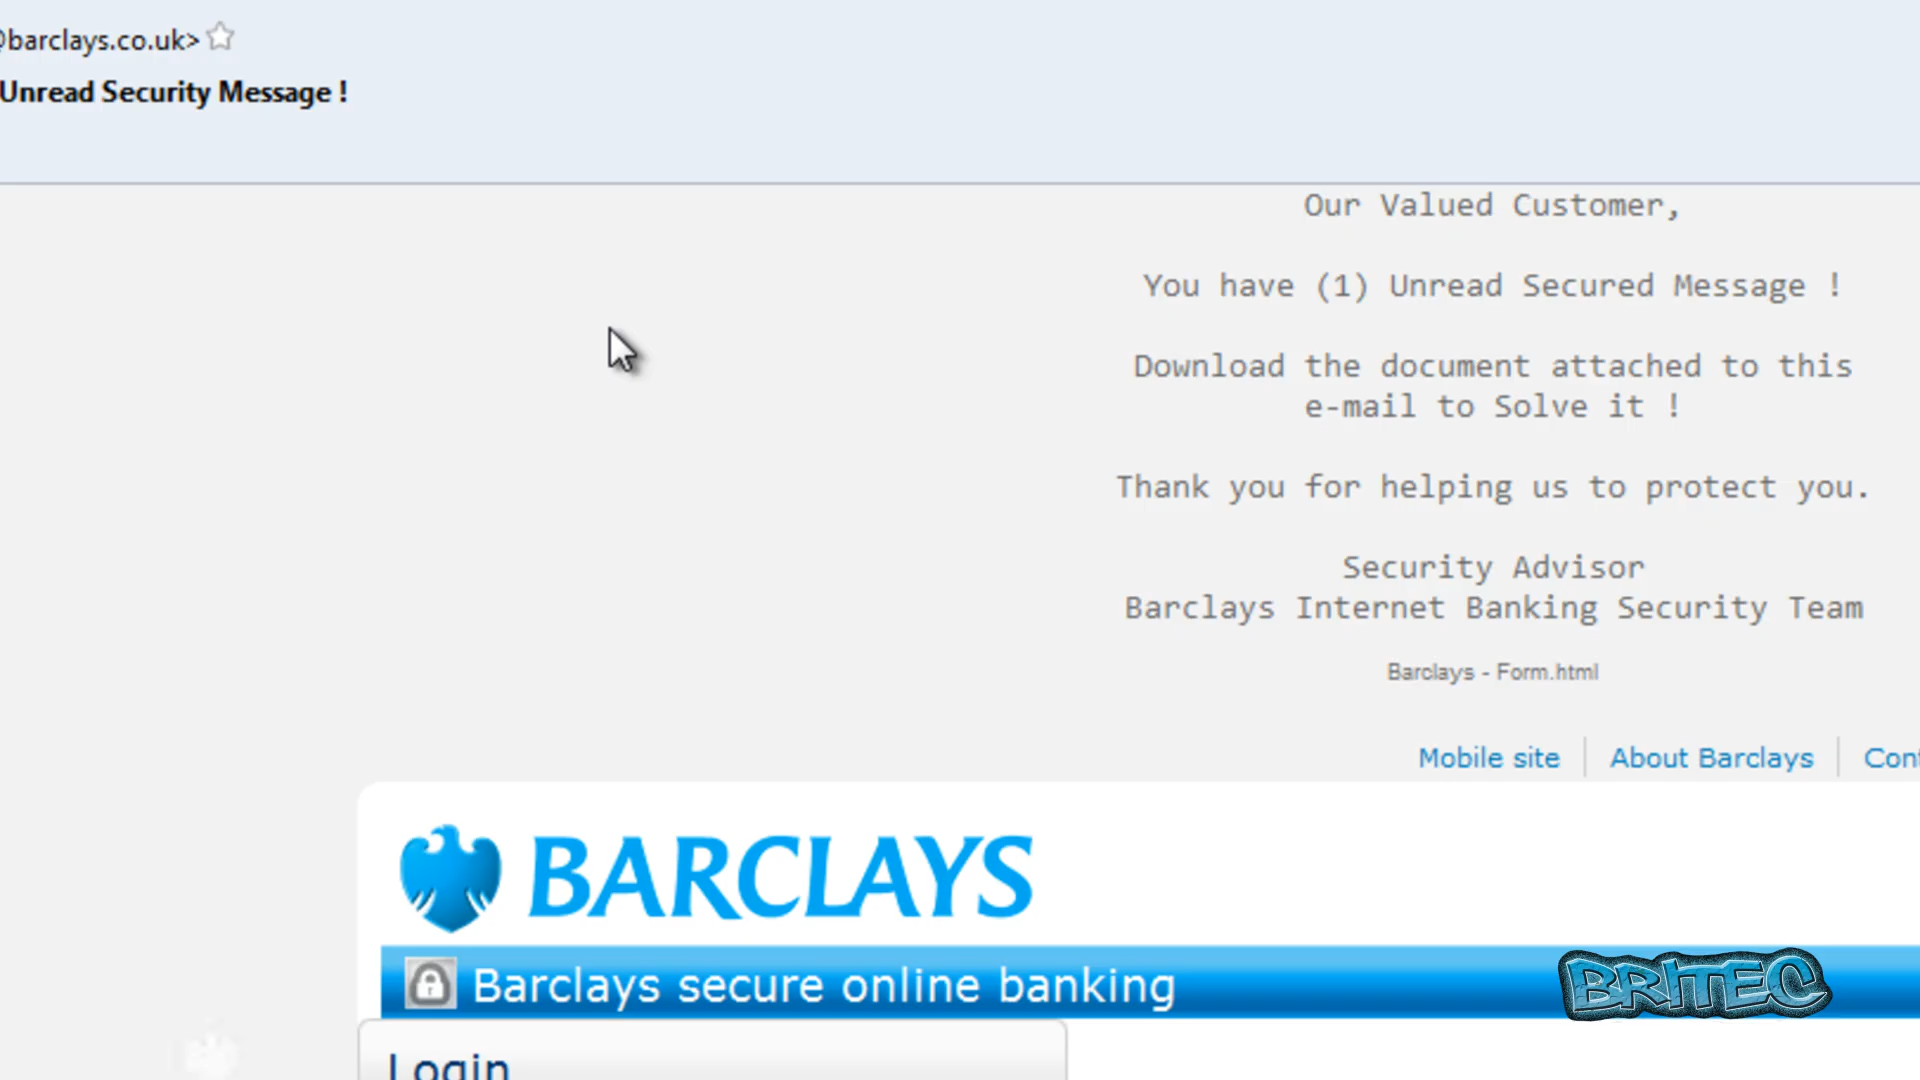 @barclays.co.uk>
Unread Security Message !
Our Valued Customer,
You have (1) Unread Secured Message !
Download the document attached to this
e-mail to Solve it !
Thank you for helping us to protect you.
Security Advisor
Barclays Internet Banking Security Team
Barclays - Form.html
Mobile site
About Barclays
Cont
BARCLAYS
Barclays secure online banking
BRITEC
Login